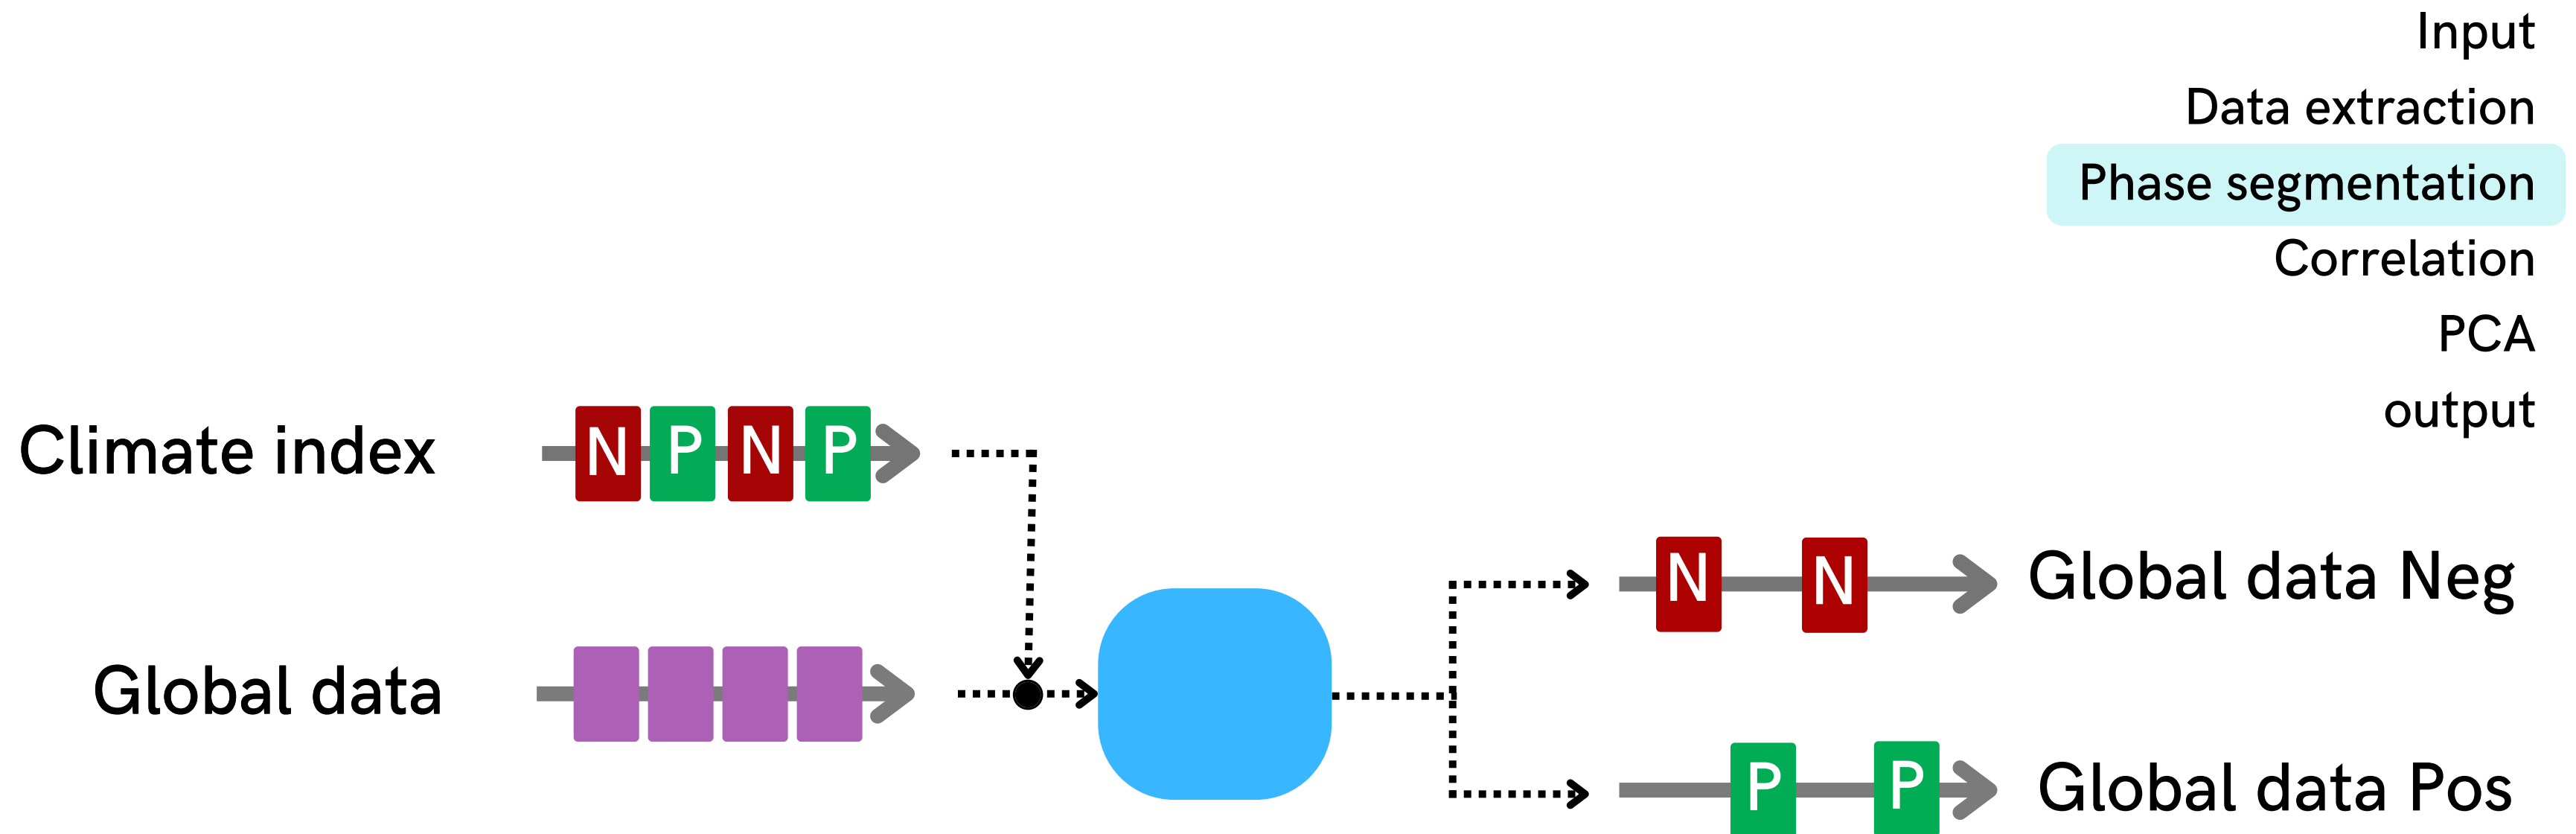 Input
Data extraction
Phase segmentation
Correlation
PCA
output
Climate index
N P N P
Global data
N N
Global data Neg
P P
Global data Pos